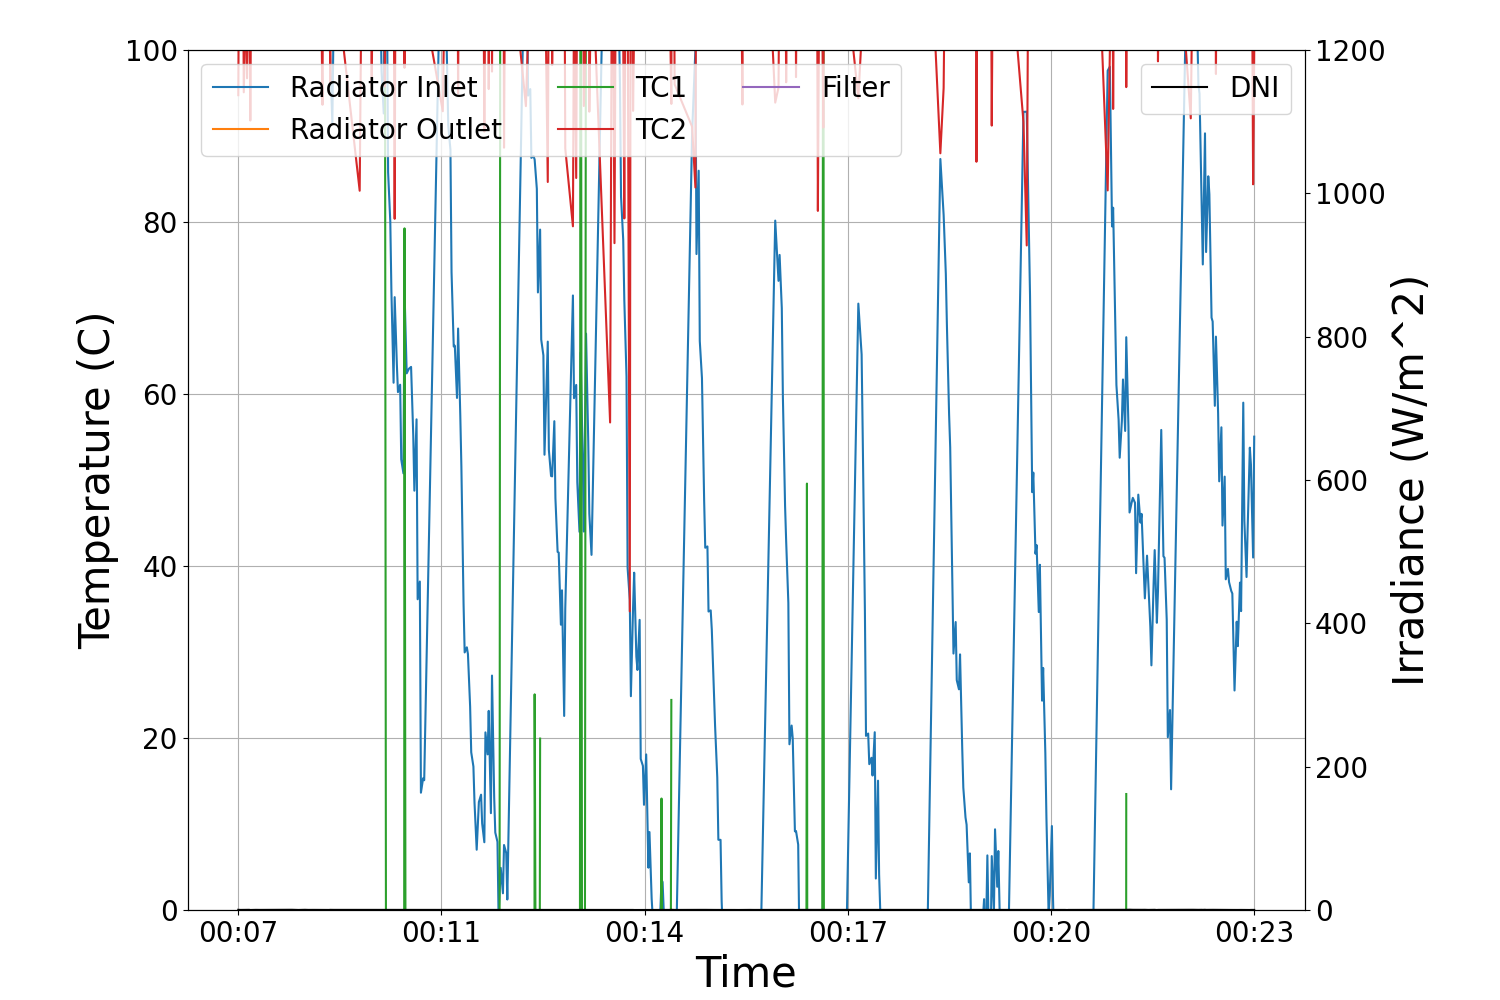 100
80
60
40
20
0
Temperature (C)
Radiator Inlet
Radiator Outlet
TC1
TC2
Filter
DNI
1200
1000
800
600
400
200
0
Irradiance (W/m^2)
00:07
00:11
00:14
00:17
00:20
00:23
Time